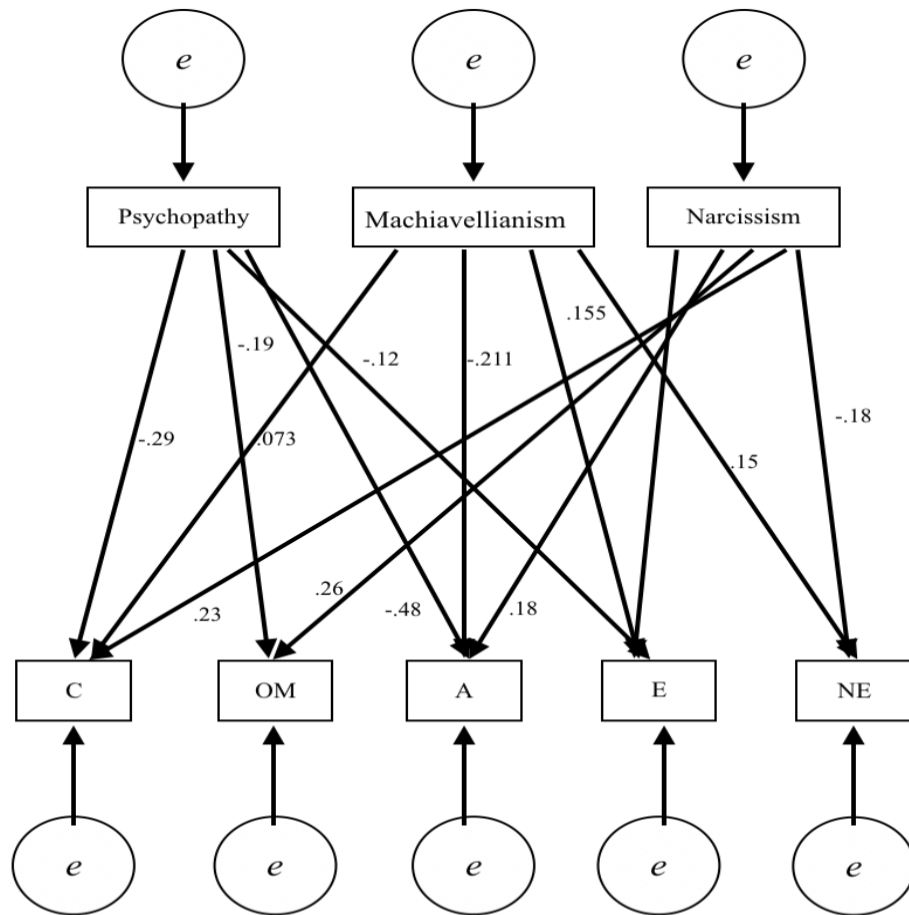 e e e
Psychopathy Machiavellianism Narcissism
.155
-.19 -.12 -.211
-.18
-.29 .073
.15
.26
.23 -.48 .18
C OM A E NE
e e e e e